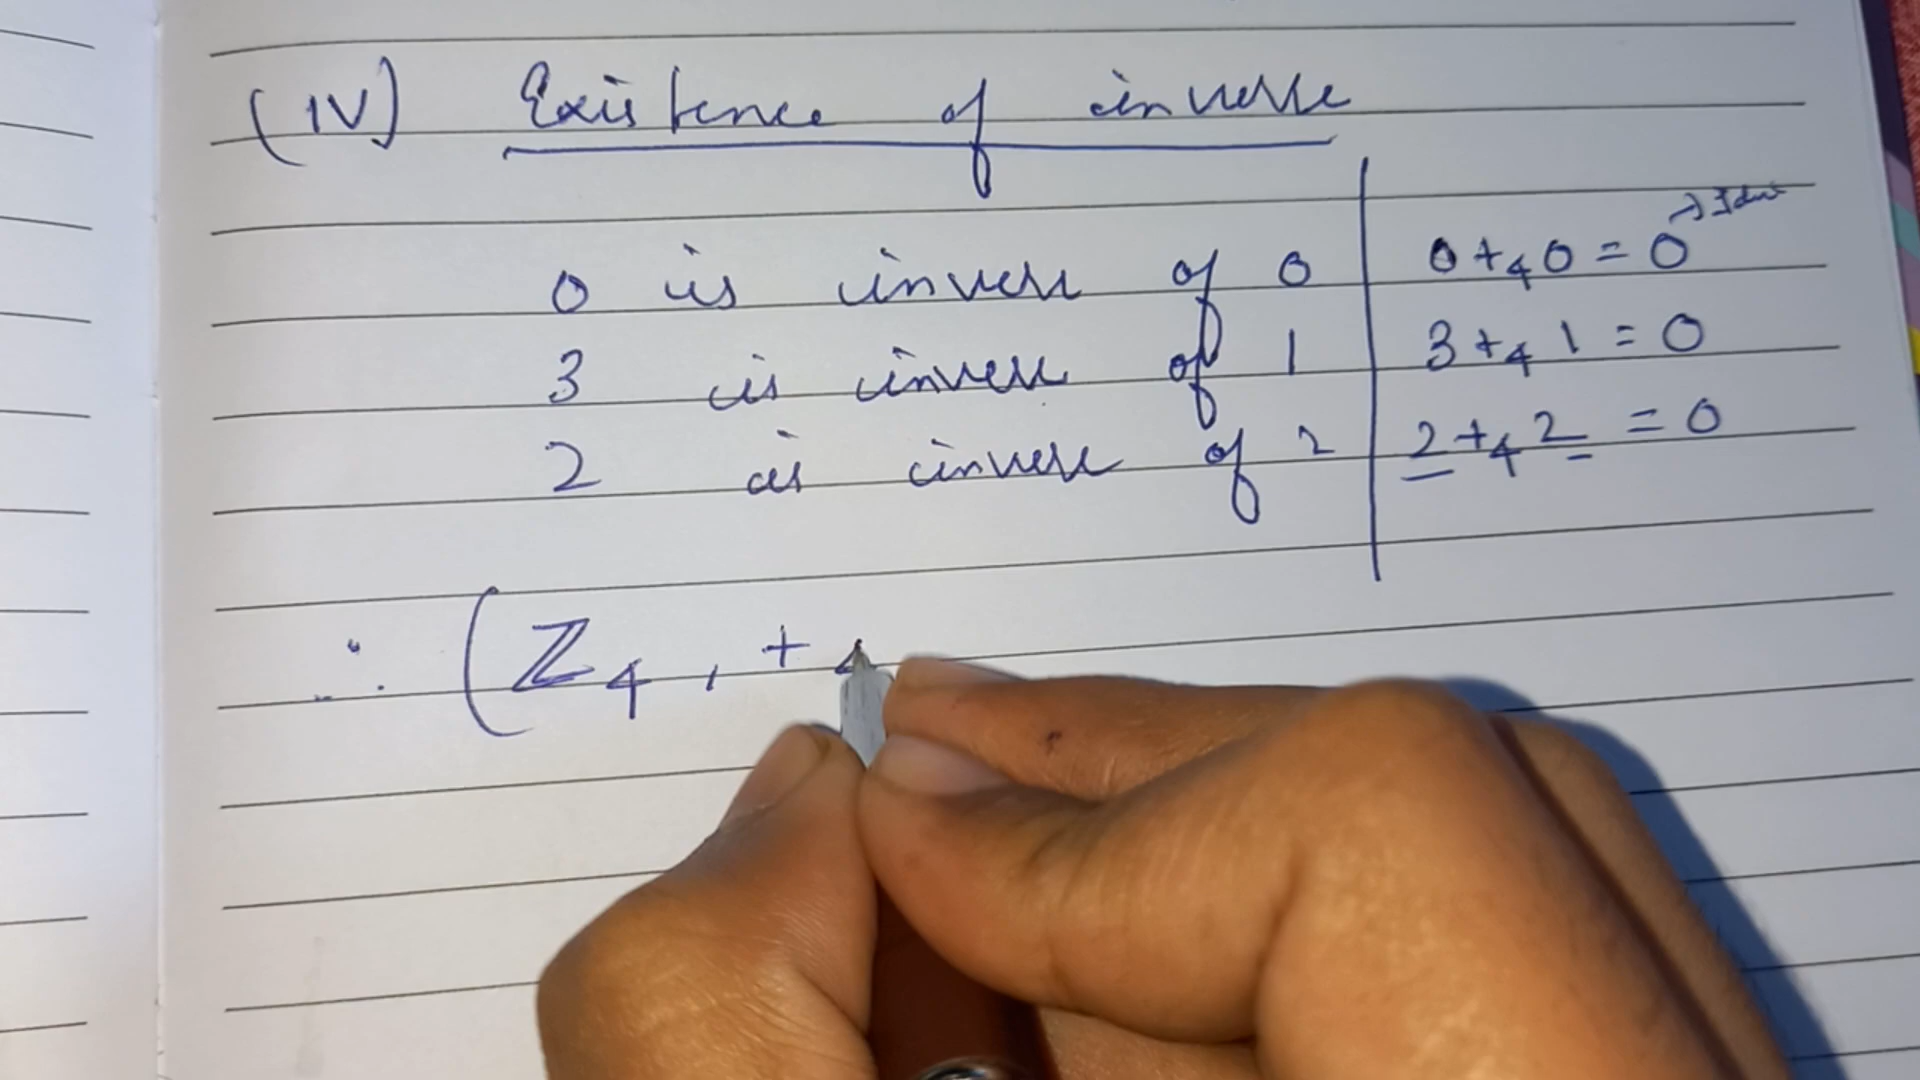 (IV) Existence of inverse
0 is inverse of 0 | 0 +₄ 0 = 0 → Iden
3 is inverse of 1 | 3 +₄ 1 = 0
2 is inverse of 2 | 2 +₄ 2 = 0
∴ (ℤ₄, +₄